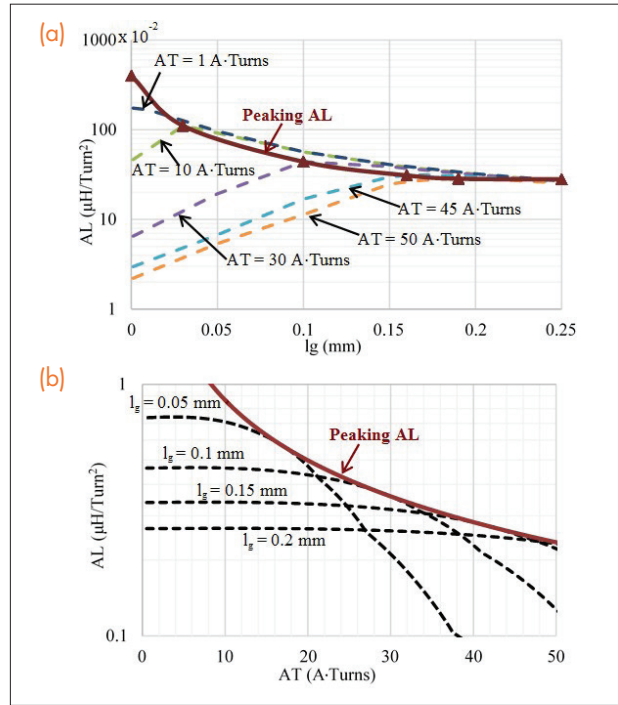 (a)
1000x 10-2
AT = 1 A·Turns
Peaking AL
100
AT = 10 A·Turns
10
AT = 45 A·Turns
AT = 50 A·Turns
AT = 30 A·Turns
1
AL (μH/Turn²)
0 0.05 0.1 0.15 0.2 0.25
lg (mm)
(b)
1
lg = 0.05 mm
Peaking AL
lg = 0.1 mm
lg = 0.15 mm
lg = 0.2 mm
AL (μH/Turn²)
0.1
0 10 20 30 40 50
AT (A·Turns)